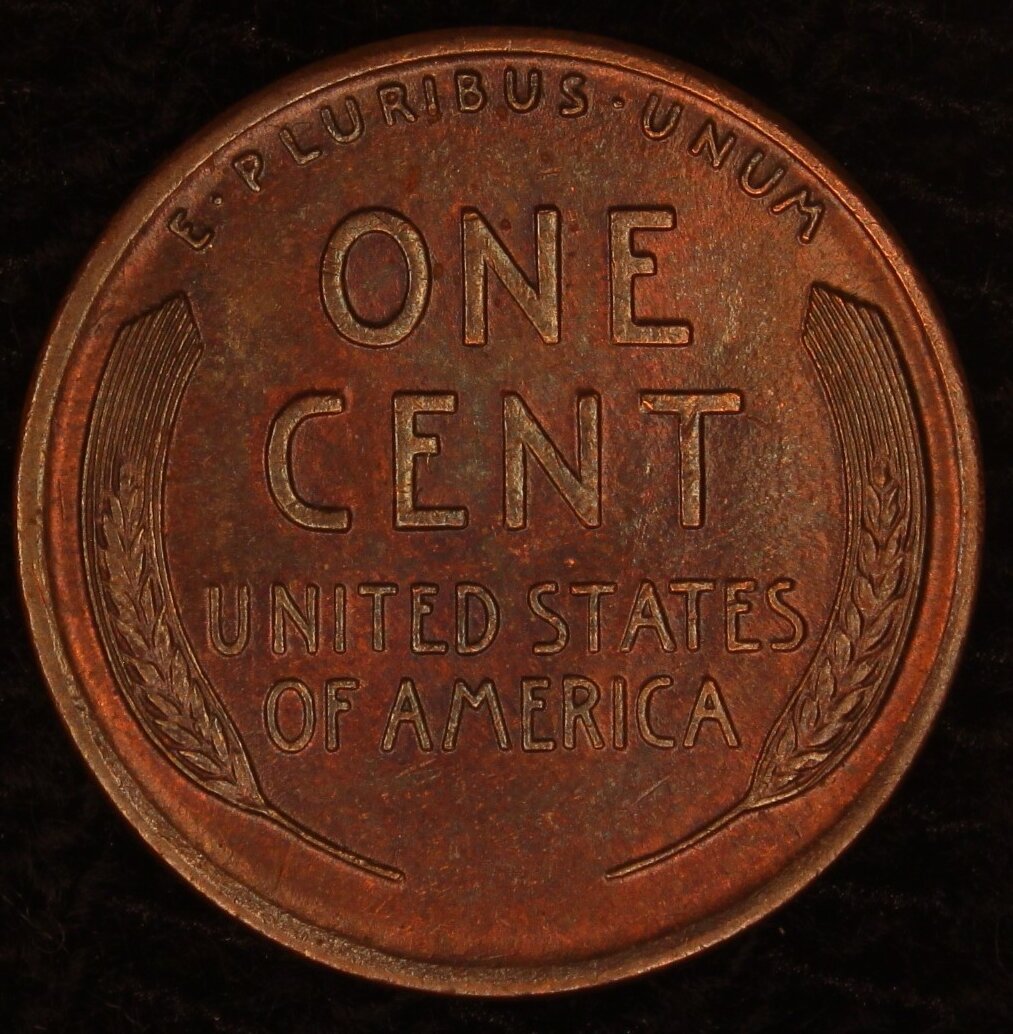 E · PLURIBUS · UNUM
ONE
CENT
UNITED STATES
OF AMERICA